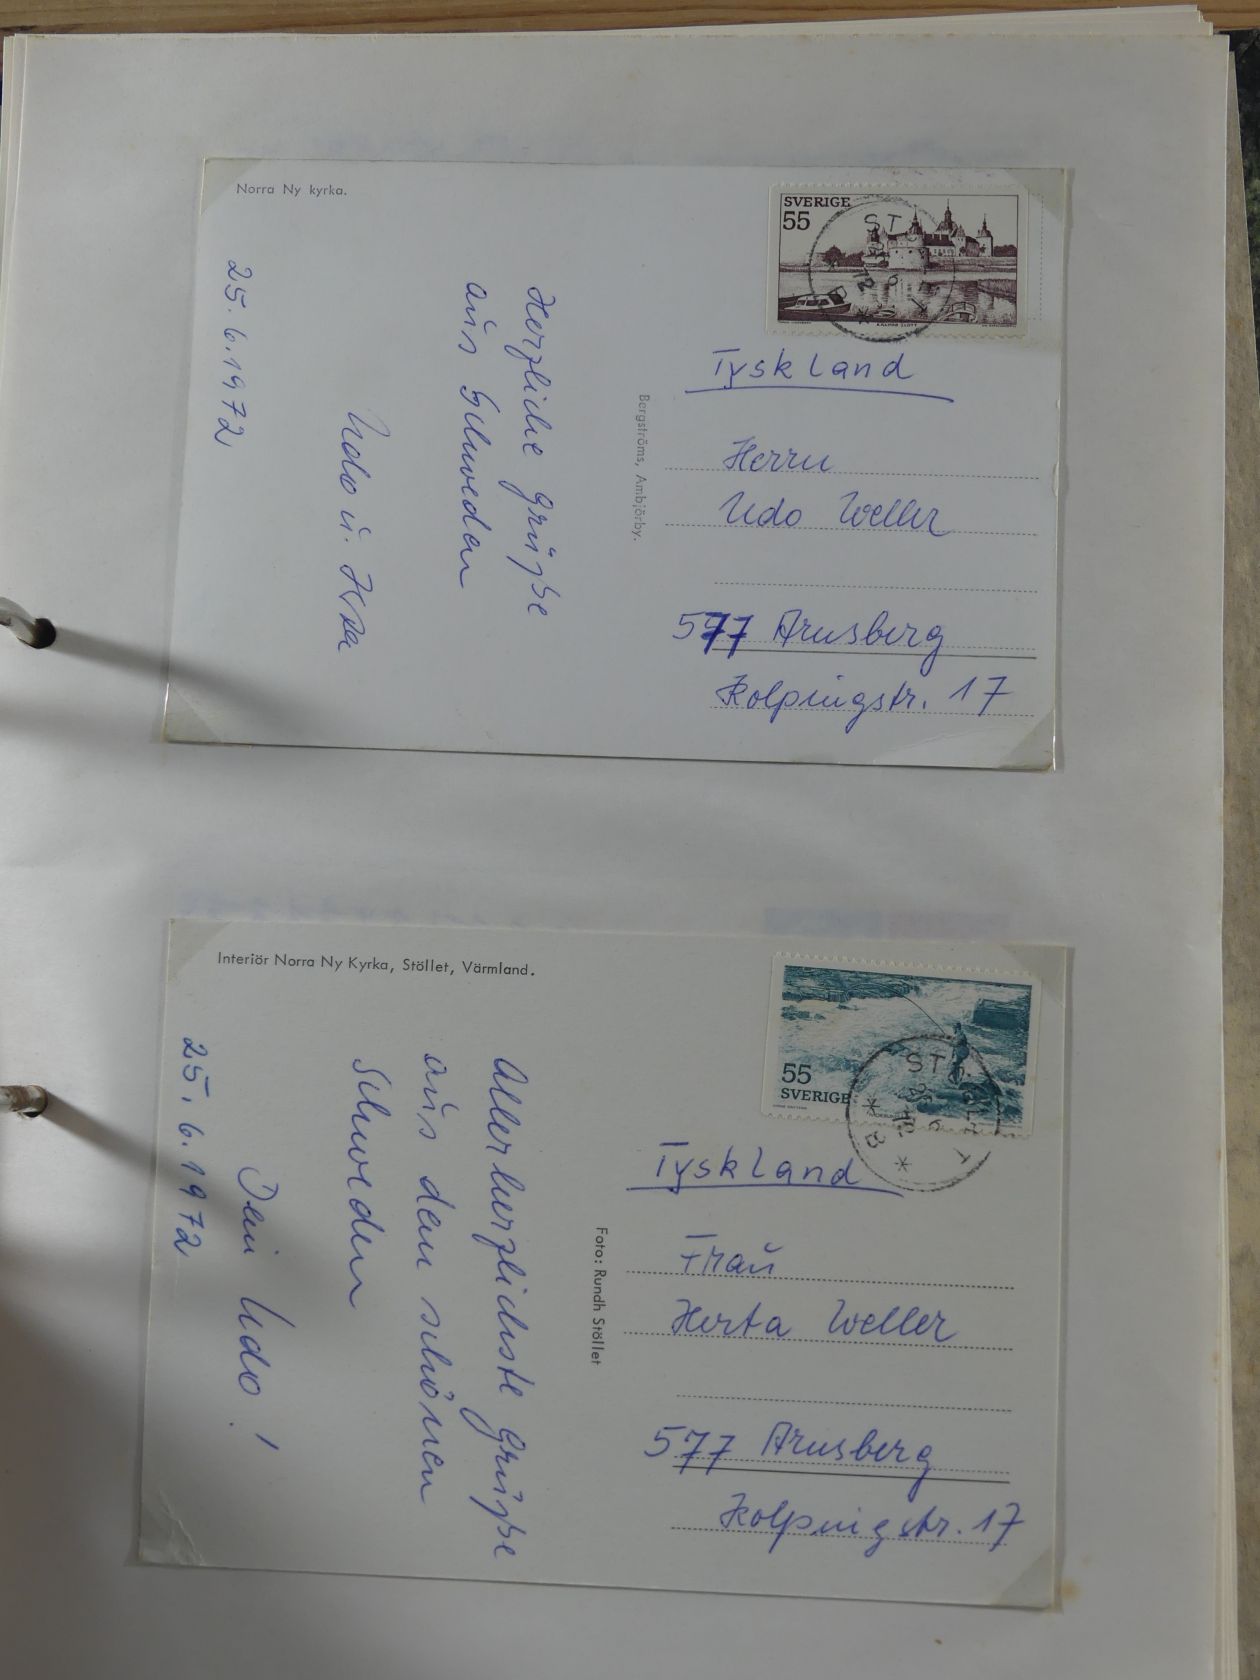 Norra Ny kyrka.
SVERIGE
55
25.6.1972
Herzliche Grüße
aus Schweden
Udo u.
Bergströms, Ambjörby.
Tyskland
Herrn
Udo Weller
577 Arnsberg
Kolpingstr. 17
Interiör Norra Ny Kyrka, Stöllet, Värmland.
55
SVERIGE
25.6.1972
Allerherzlichste Grüße
aus dem schönen
Schweden
Dein Udo!
Foto: Rundh Stöllet
Tyskland
Frau
Herta Weller
577 Arnsberg
Kolpingstr. 17